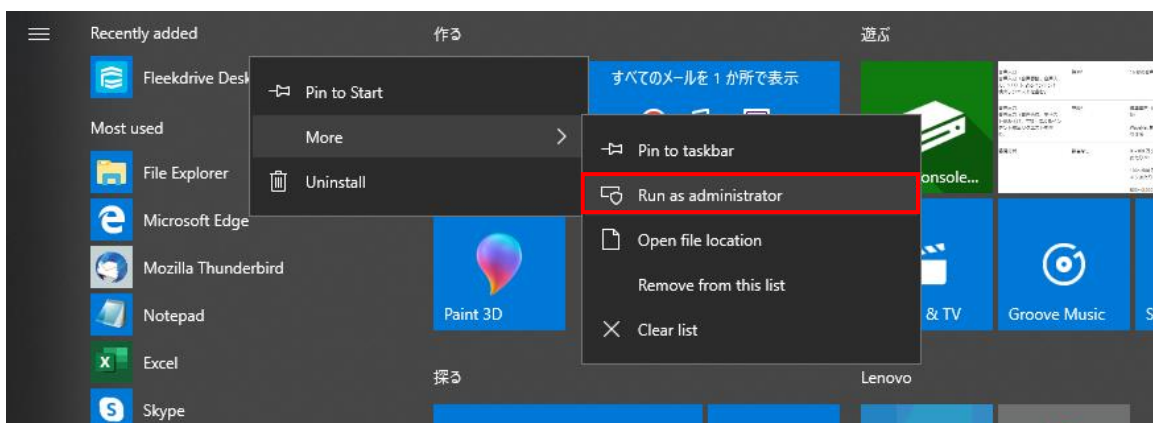 Recently added
作る
遊ぶ
Fleekdrive Desk
Pin to Start
More
Uninstall
すべてのメールを 1 か所で表示
Most used
File Explorer
Microsoft Edge
Mozilla Thunderbird
Notepad
Excel
Skype
Pin to taskbar
Run as administrator
Open file location
Remove from this list
Clear list
onsole...
Paint 3D
& TV
Groove Music
S
探る
Lenovo